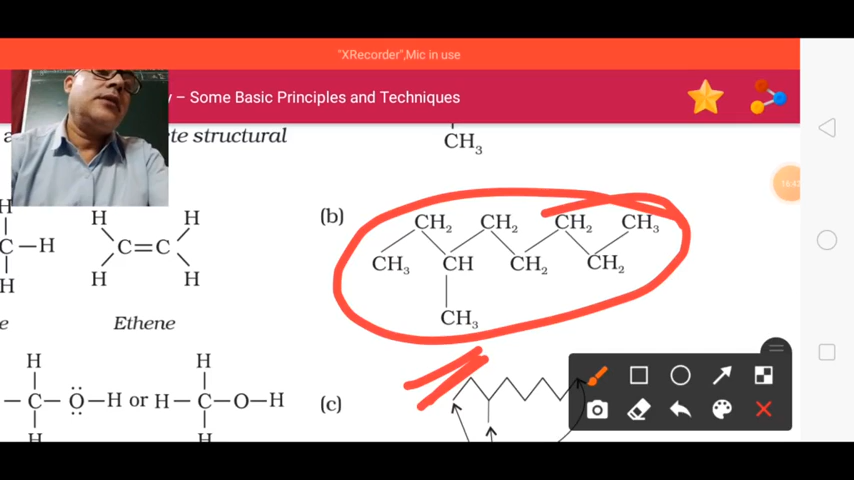 "XRecorder",Mic in use
– Some Basic Principles and Techniques
te structural
CH3
H
H H
(b)
CH2 CH2 CH2 CH3
C–H
C=C
CH3 CH CH2 CH2
H
H H
CH3
Ethene
H H
– C – Ö – H or H – C – O – H
(c)
H H